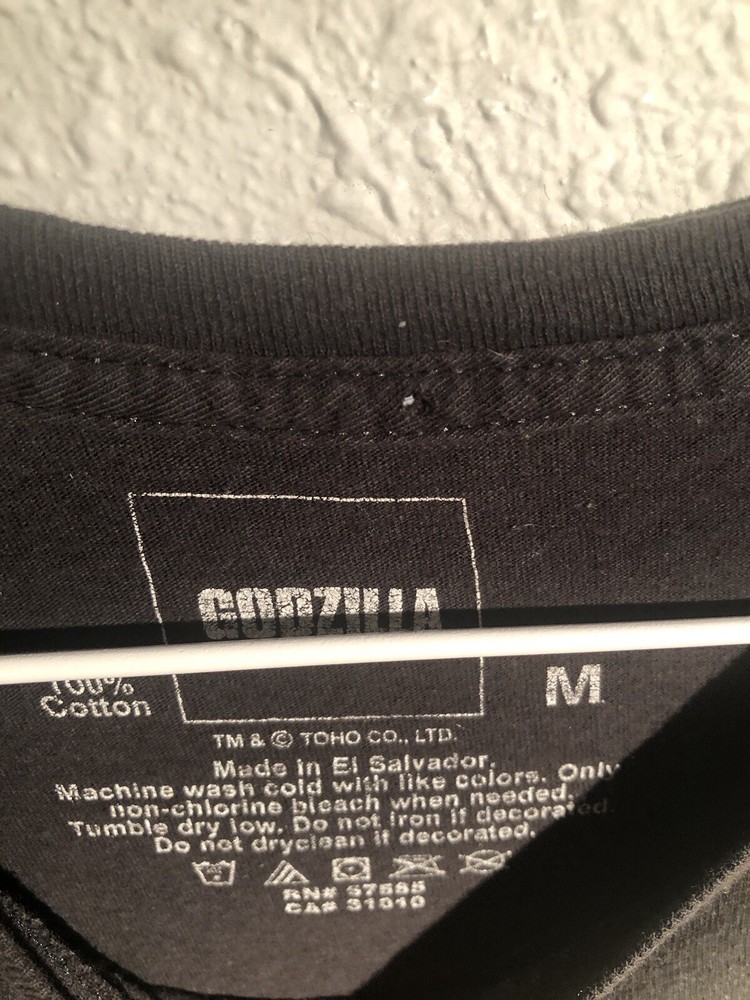 GODZILLA
100%
Cotton
M
TM & © TOHO CO., LTD.
Made in El Salvador.
Machine wash cold with like colors. Only
non-chlorine bleach when needed.
Tumble dry low. Do not iron if decorated.
Do not dryclean if decorated.
RN# 57585
CA# 31010